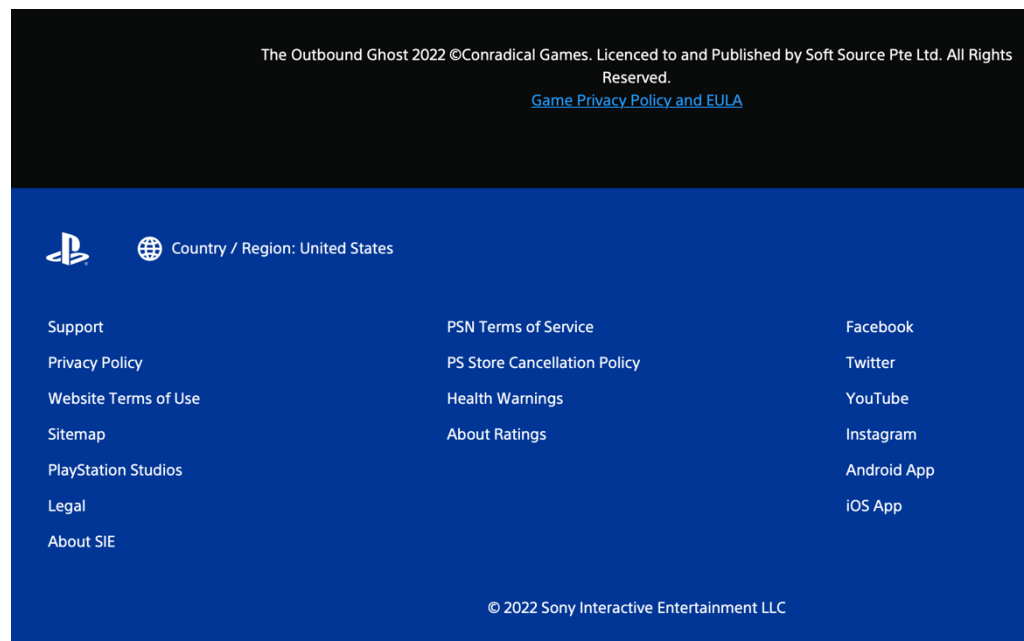 The Outbound Ghost 2022 ©Conradical Games. Licenced to and Published by Soft Source Pte Ltd. All Rights
Reserved.
Game Privacy Policy and EULA
Country / Region: United States
Support
Privacy Policy
Website Terms of Use
Sitemap
PlayStation Studios
Legal
About SIE
PSN Terms of Service
PS Store Cancellation Policy
Health Warnings
About Ratings
Facebook
Twitter
YouTube
Instagram
Android App
iOS App
© 2022 Sony Interactive Entertainment LLC